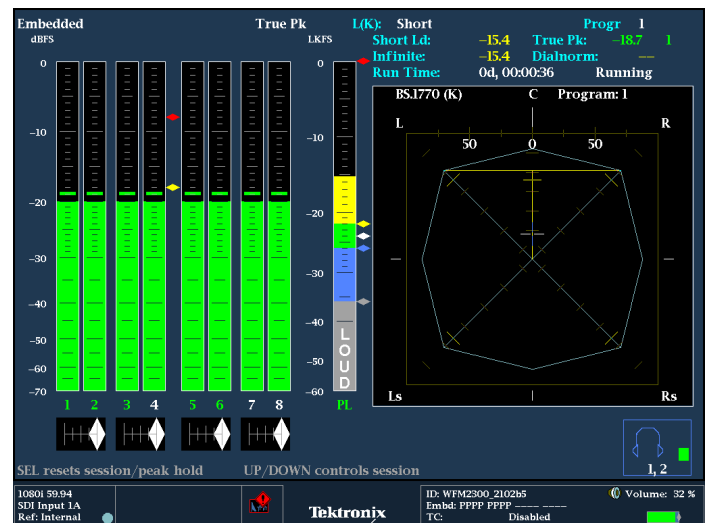 Embedded True Pk L(K): Short Progr 1
dBFS LKFS Short Ld: -15.4 True Pk: -18.7 1
Infinite: -15.4 Dialnorm: --
Run Time: 0d, 00:00:36 Running
BS.1770 (K) C Program: 1
L R
50 0 50
0 0
-10 -10
-20 -20
-30 -30
-40 -40
-50 -50
-60
-70 -60
LOUD
1 2 3 4 5 6 7 8 PL
Ls Rs
SEL resets session/peak hold UP/DOWN controls session 1, 2
1080i 59.94
SDI Input 1A
Ref: Internal
Tektronix
ID: WFM2300_2102b5 Volume: 32 %
Embd: PPPP PPPP ---- ----
TC: Disabled